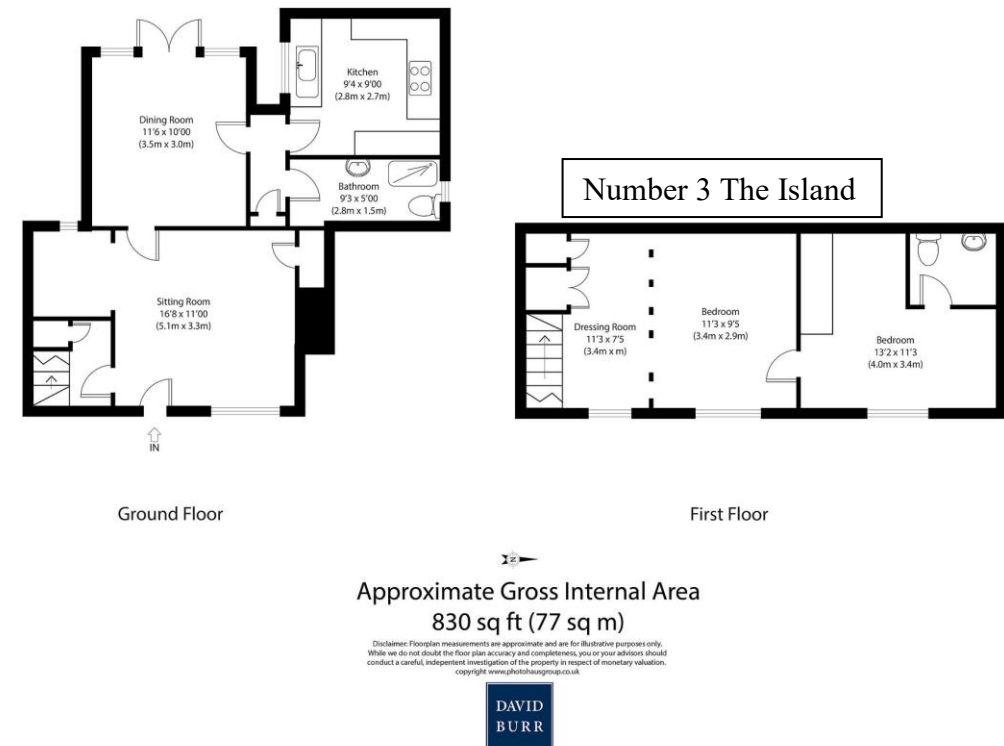 Kitchen
9'4 x 9'00
(2.8m x 2.7m)
Dining Room
11'6 x 10'00
(3.5m x 3.0m)
Bathroom
9'3 x 5'00
(2.8m x 1.5m)
Sitting Room
16'8 x 11'00
(5.1m x 3.3m)
IN
Number 3 The Island
Dressing Room
11'3 x 7'5
(3.4m x m)
Bedroom
11'3 x 9'5
(3.4m x 2.9m)
Bedroom
13'2 x 11'3
(4.0m x 3.4m)
Ground Floor
First Floor
N
Approximate Gross Internal Area
830 sq ft (77 sq m)
Disclaimer: Floorplan measurements are approximate and are for illustrative purposes only.
While we do not doubt the floor plan accuracy and completeness, you or your advisors should
conduct a careful, independent investigation of the property in respect of monetary valuation.
copyright www.photohausgroup.co.uk
DAVID
BURR